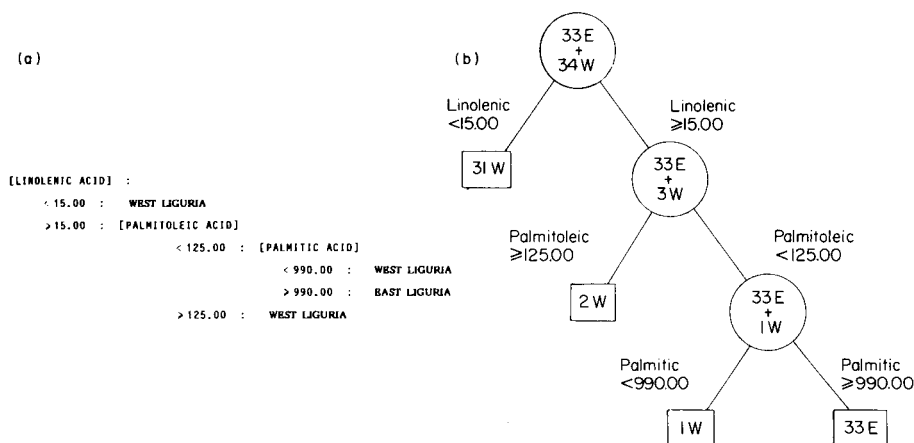 (a)
[LINOLENIC ACID] :
< 15.00 : WEST LIGURIA
⩾ 15.00 : [PALMITOLEIC ACID]
< 125.00 : [PALMITIC ACID]
< 990.00 : WEST LIGURIA
⩾ 990.00 : EAST LIGURIA
⩾ 125.00 : WEST LIGURIA
(b)
33E
+
34W
Linolenic
<15.00
Linolenic
⩾15.00
31W
33E
+
3W
Palmitoleic
⩾125.00
Palmitoleic
<125.00
2W
33E
+
1W
Palmitic
<990.00
Palmitic
⩾990.00
1W
33E